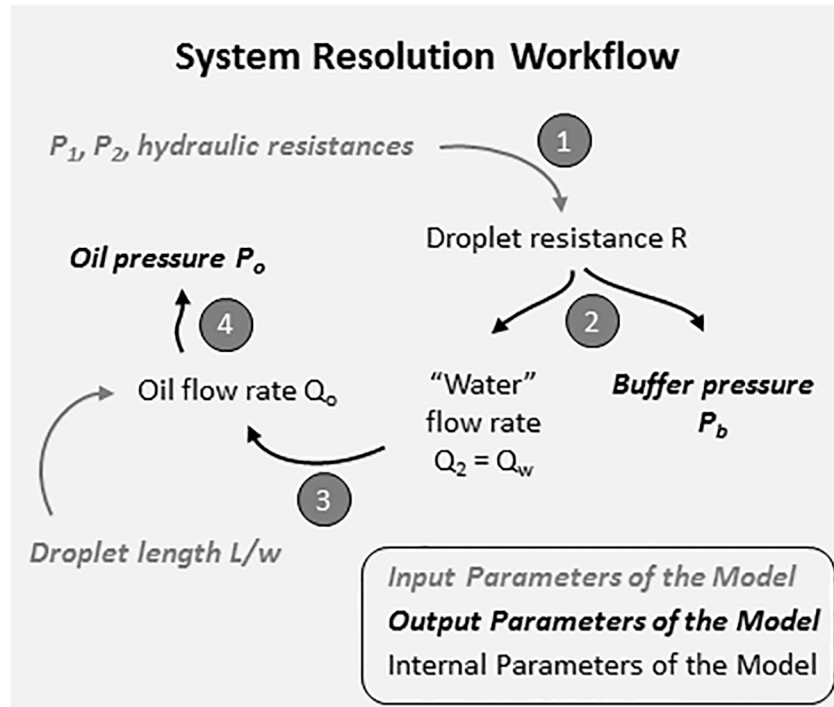 System Resolution Workflow
P₁, P₂, hydraulic resistances
1
Droplet resistance R
Oil pressure Pₒ
4
2
Oil flow rate Qₒ
“Water”
flow rate
Q₂ = Q_w
Buffer pressure
P_b
3
Droplet length L/w
Input Parameters of the Model
Output Parameters of the Model
Internal Parameters of the Model